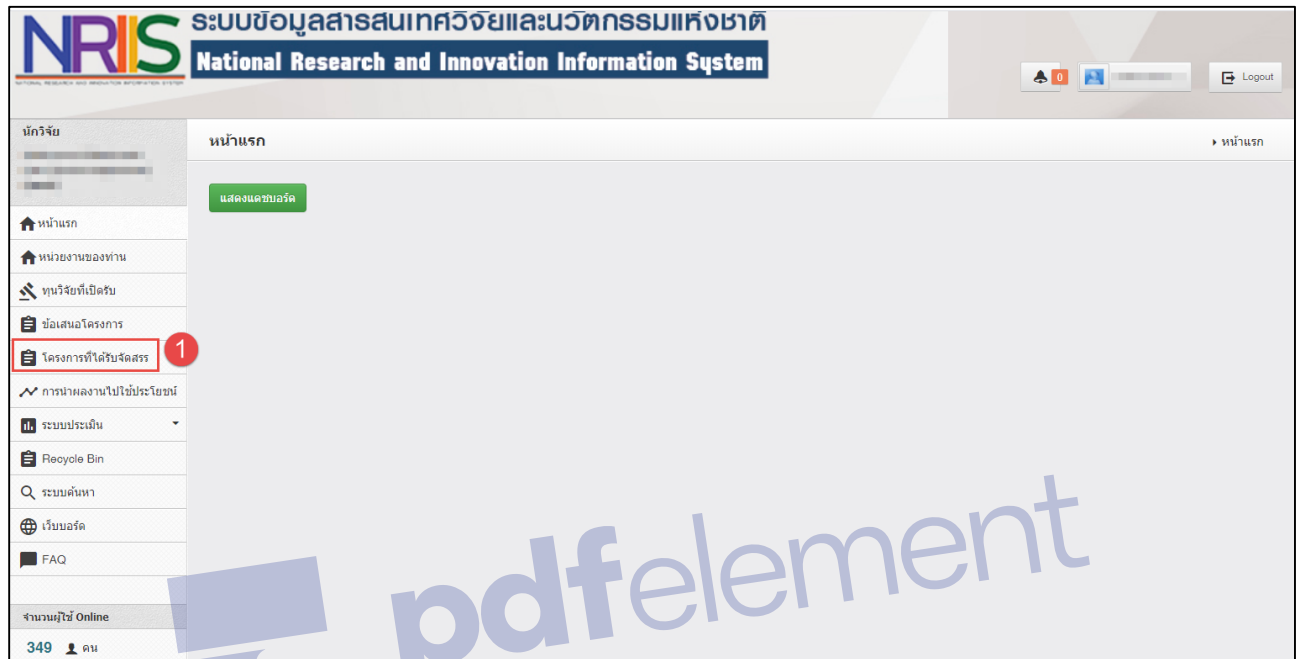 NRIIS
ระบบข้อมูลสารสนเทศวิจัยและนวัตกรรมแห่งชาติ
National Research and Innovation Information System
NATIONAL RESEARCH AND INNOVATION INFORMATION SYSTEM
0
Logout
นักวิจัย
หน้าแรก
หน้าแรก
แสดงแดชบอร์ด
หน้าแรก
หน่วยงานของท่าน
ทุนวิจัยที่เปิดรับ
ข้อเสนอโครงการ
โครงการที่ได้รับจัดสรร
1
การนำผลงานไปใช้ประโยชน์
ระบบประเมิน
Recycle Bin
ระบบค้นหา
เว็บบอร์ด
FAQ
จำนวนผู้ใช้ Online
349 คน
pdfelement